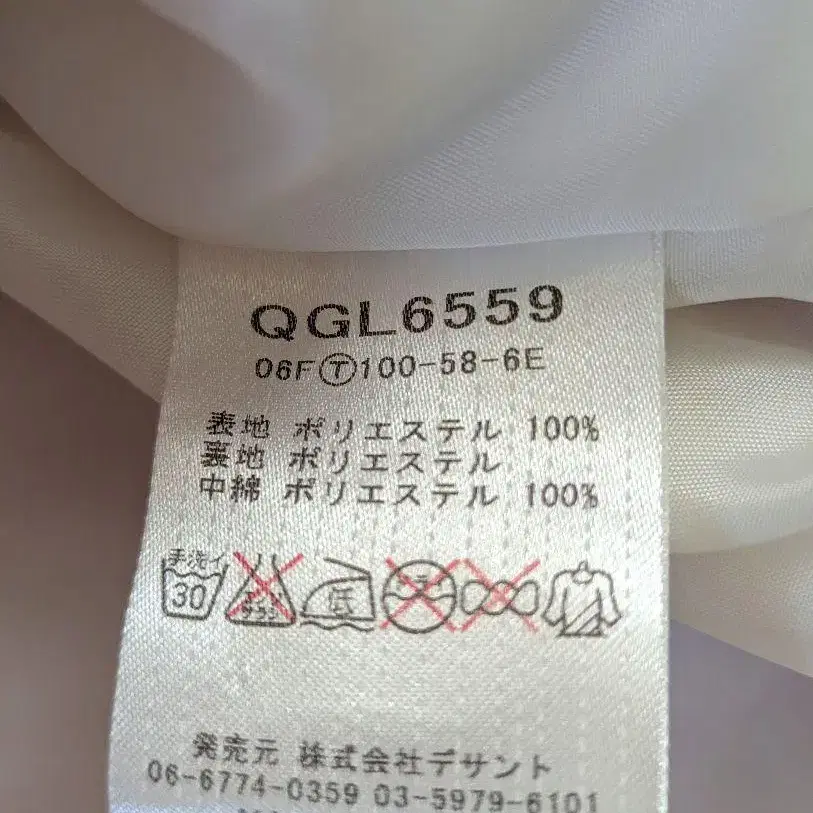 QGL6559
06FⓉ100-58-6E
表地 ポリエステル 100%
裏地 ポリエステル
中綿 ポリエステル 100%
手洗イ
30
低
発売元 株式会社デサント
06-6774-0359 03-5979-6101